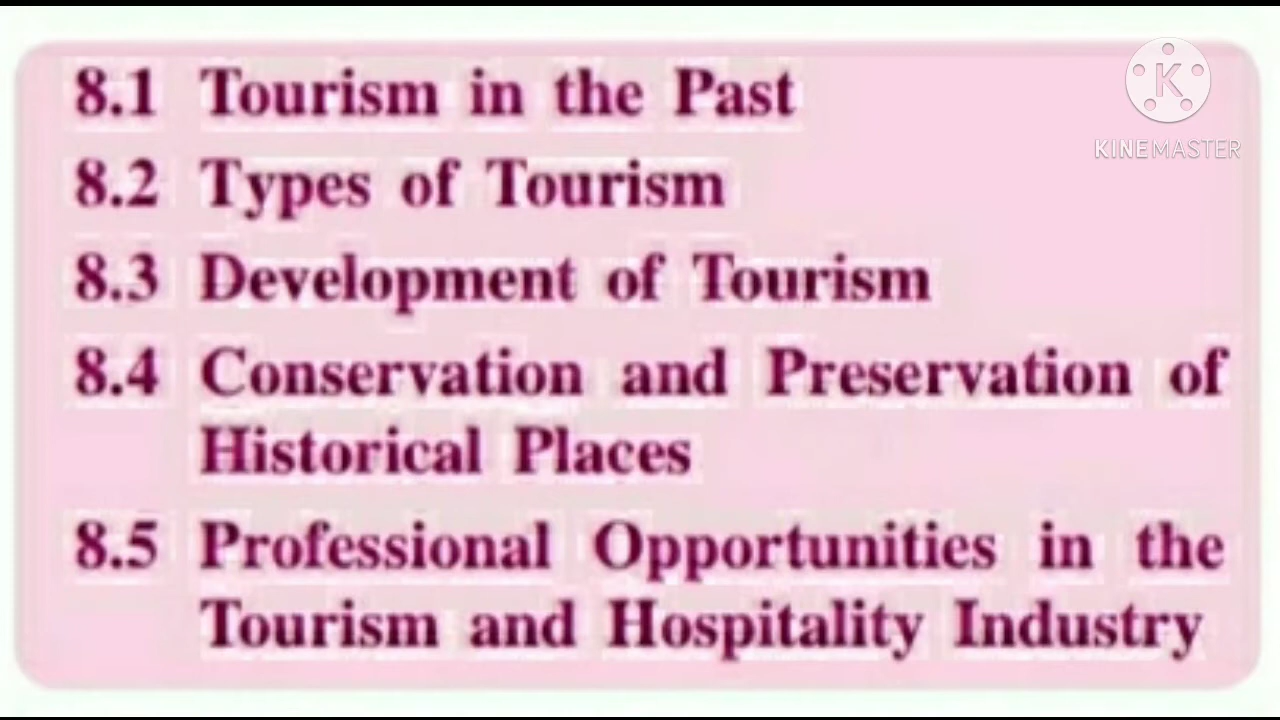 8.1 Tourism in the Past
8.2 Types of Tourism
8.3 Development of Tourism
8.4 Conservation and Preservation of
Historical Places
8.5 Professional Opportunities in the
Tourism and Hospitality Industry
K
KINEMASTER